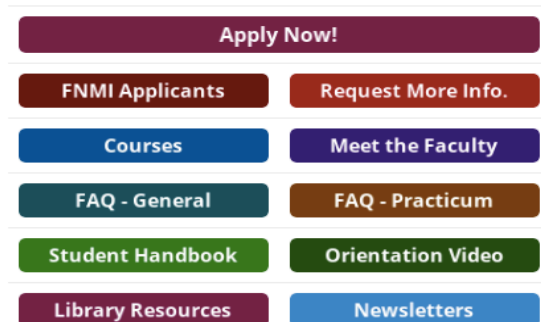 Apply Now!
FNMI Applicants
Request More Info.
Courses
Meet the Faculty
FAQ - General
FAQ - Practicum
Student Handbook
Orientation Video
Library Resources
Newsletters